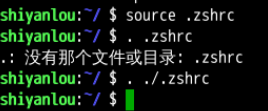 shiyanlou:~/ $ source .zshrc
shiyanlou:~/ $ . .zshrc
.: 没有那个文件或目录: .zshrc
shiyanlou:~/ $ . ./.zshrc
shiyanlou:~/ $